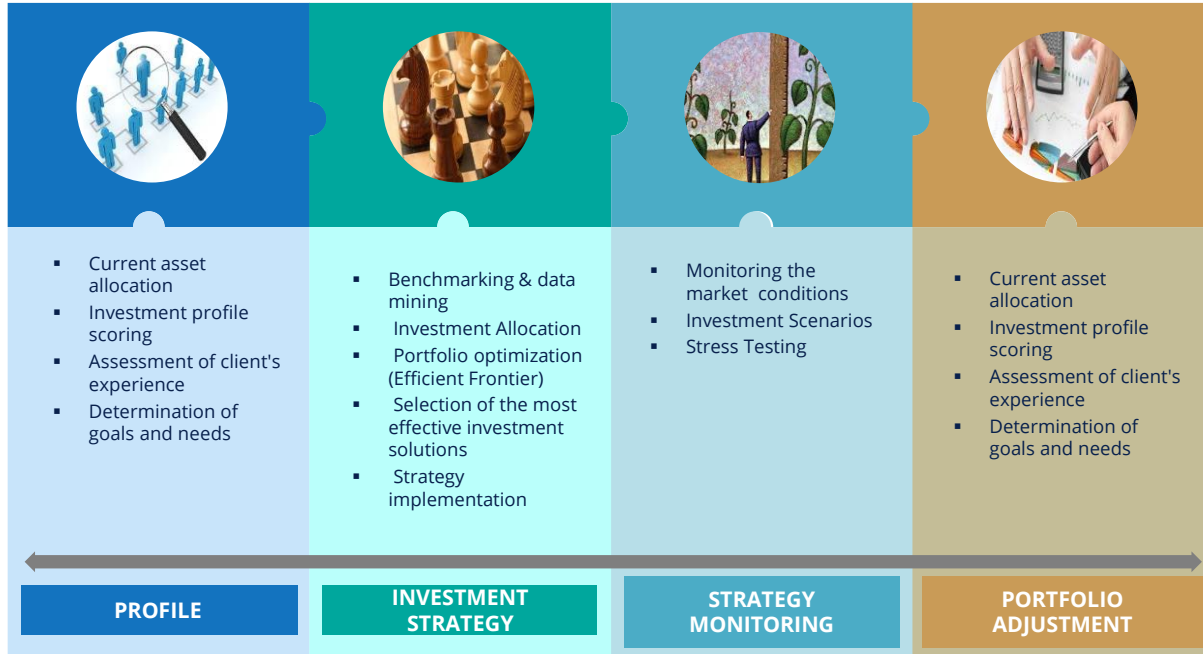 ▪ Current asset
allocation
▪ Investment profile
scoring
▪ Assessment of client's
experience
▪ Determination of
goals and needs
▪ Benchmarking & data
mining
▪ Investment Allocation
▪ Portfolio optimization
(Efficient Frontier)
▪ Selection of the most
effective investment
solutions
▪ Strategy
implementation
▪ Monitoring the
market conditions
▪ Investment Scenarios
▪ Stress Testing
▪ Current asset
allocation
▪ Investment profile
scoring
▪ Assessment of client's
experience
▪ Determination of
goals and needs
PROFILE
INVESTMENT
STRATEGY
STRATEGY
MONITORING
PORTFOLIO
ADJUSTMENT